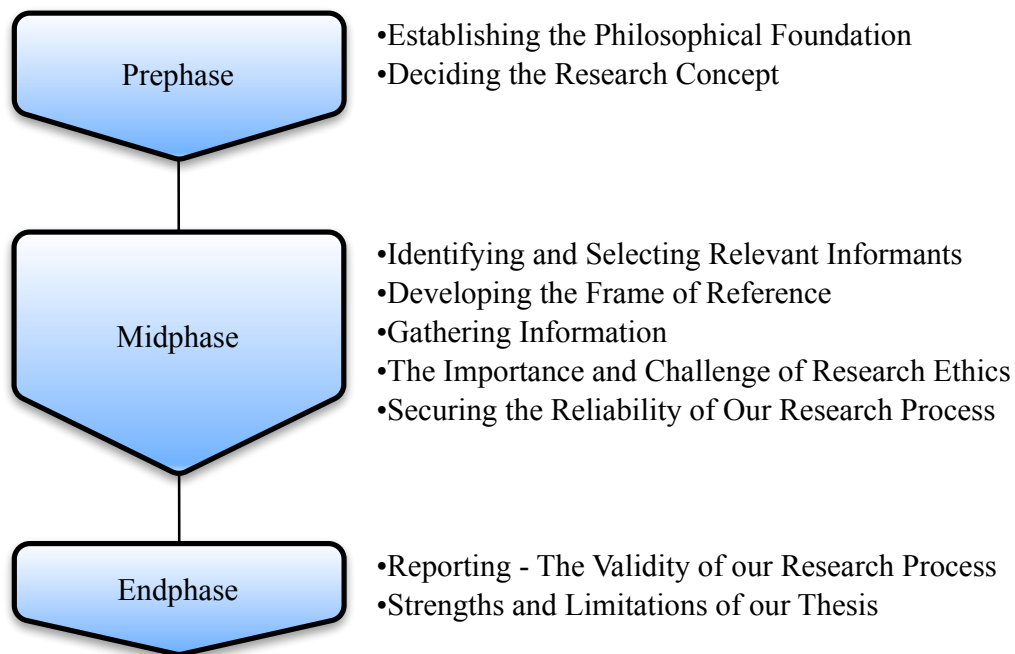 Prephase
•Establishing the Philosophical Foundation
•Deciding the Research Concept
Midphase
•Identifying and Selecting Relevant Informants
•Developing the Frame of Reference
•Gathering Information
•The Importance and Challenge of Research Ethics
•Securing the Reliability of Our Research Process
Endphase
•Reporting - The Validity of our Research Process
•Strengths and Limitations of our Thesis